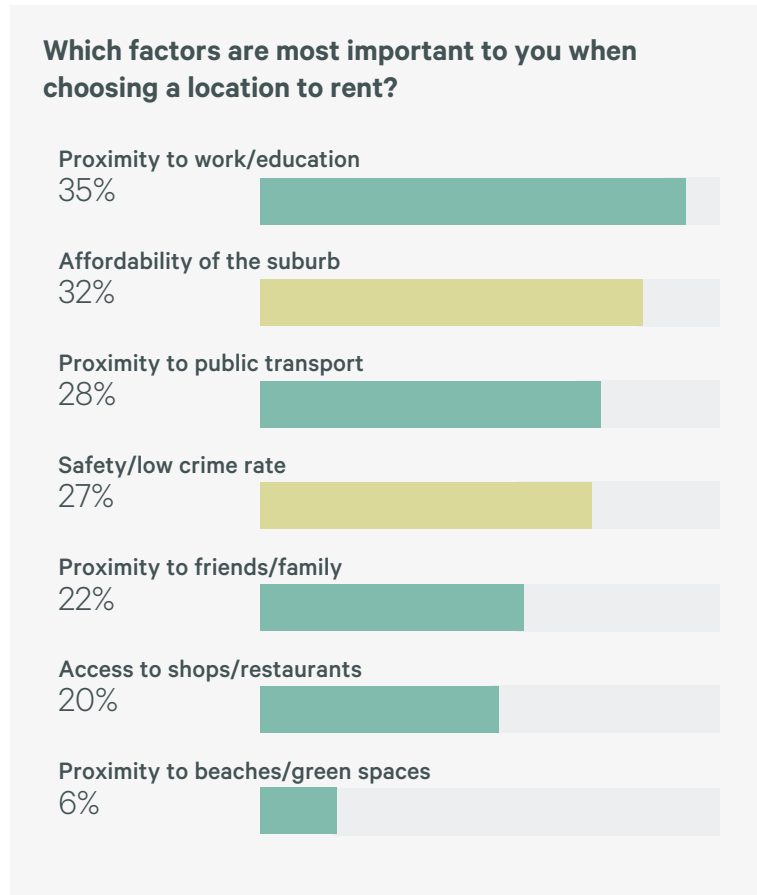 Which factors are most important to you when
choosing a location to rent?
Proximity to work/education
35%
Affordability of the suburb
32%
Proximity to public transport
28%
Safety/low crime rate
27%
Proximity to friends/family
22%
Access to shops/restaurants
20%
Proximity to beaches/green spaces
6%